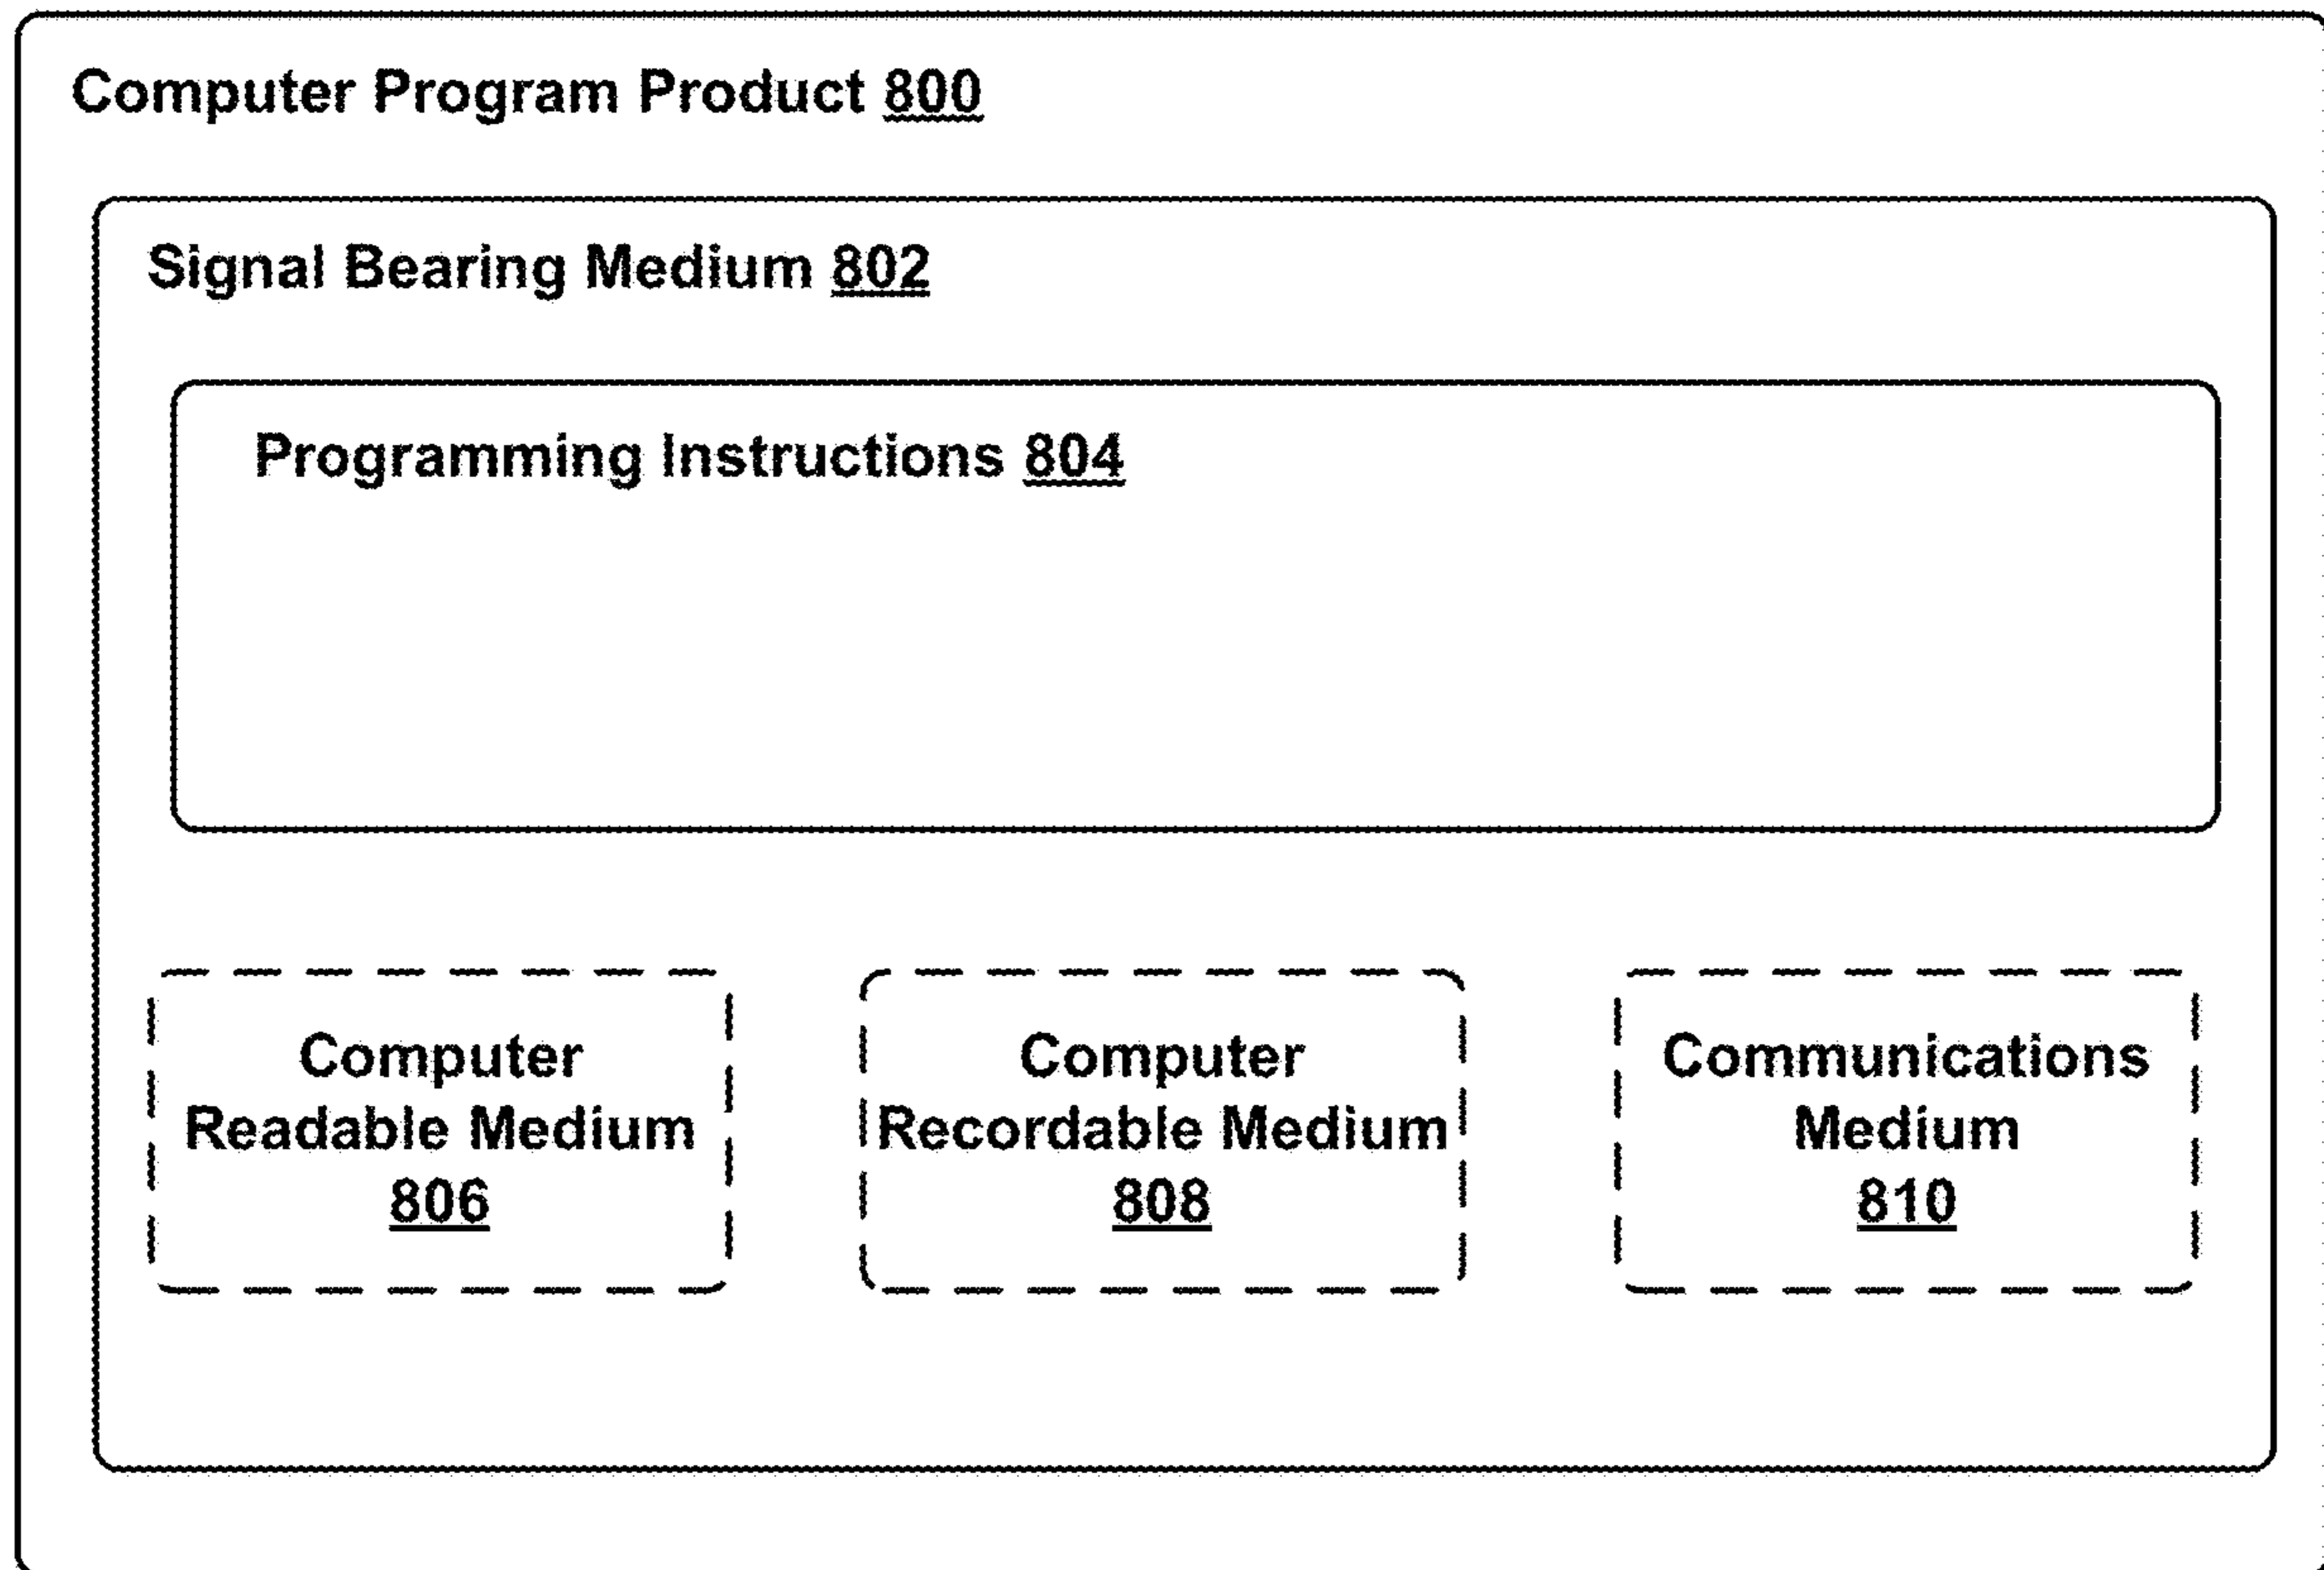 Computer Program Product 800
Signal Bearing Medium 802
Programming Instructions 804
Computer
Readable Medium
806
Computer
Recordable Medium
808
Communications
Medium
810